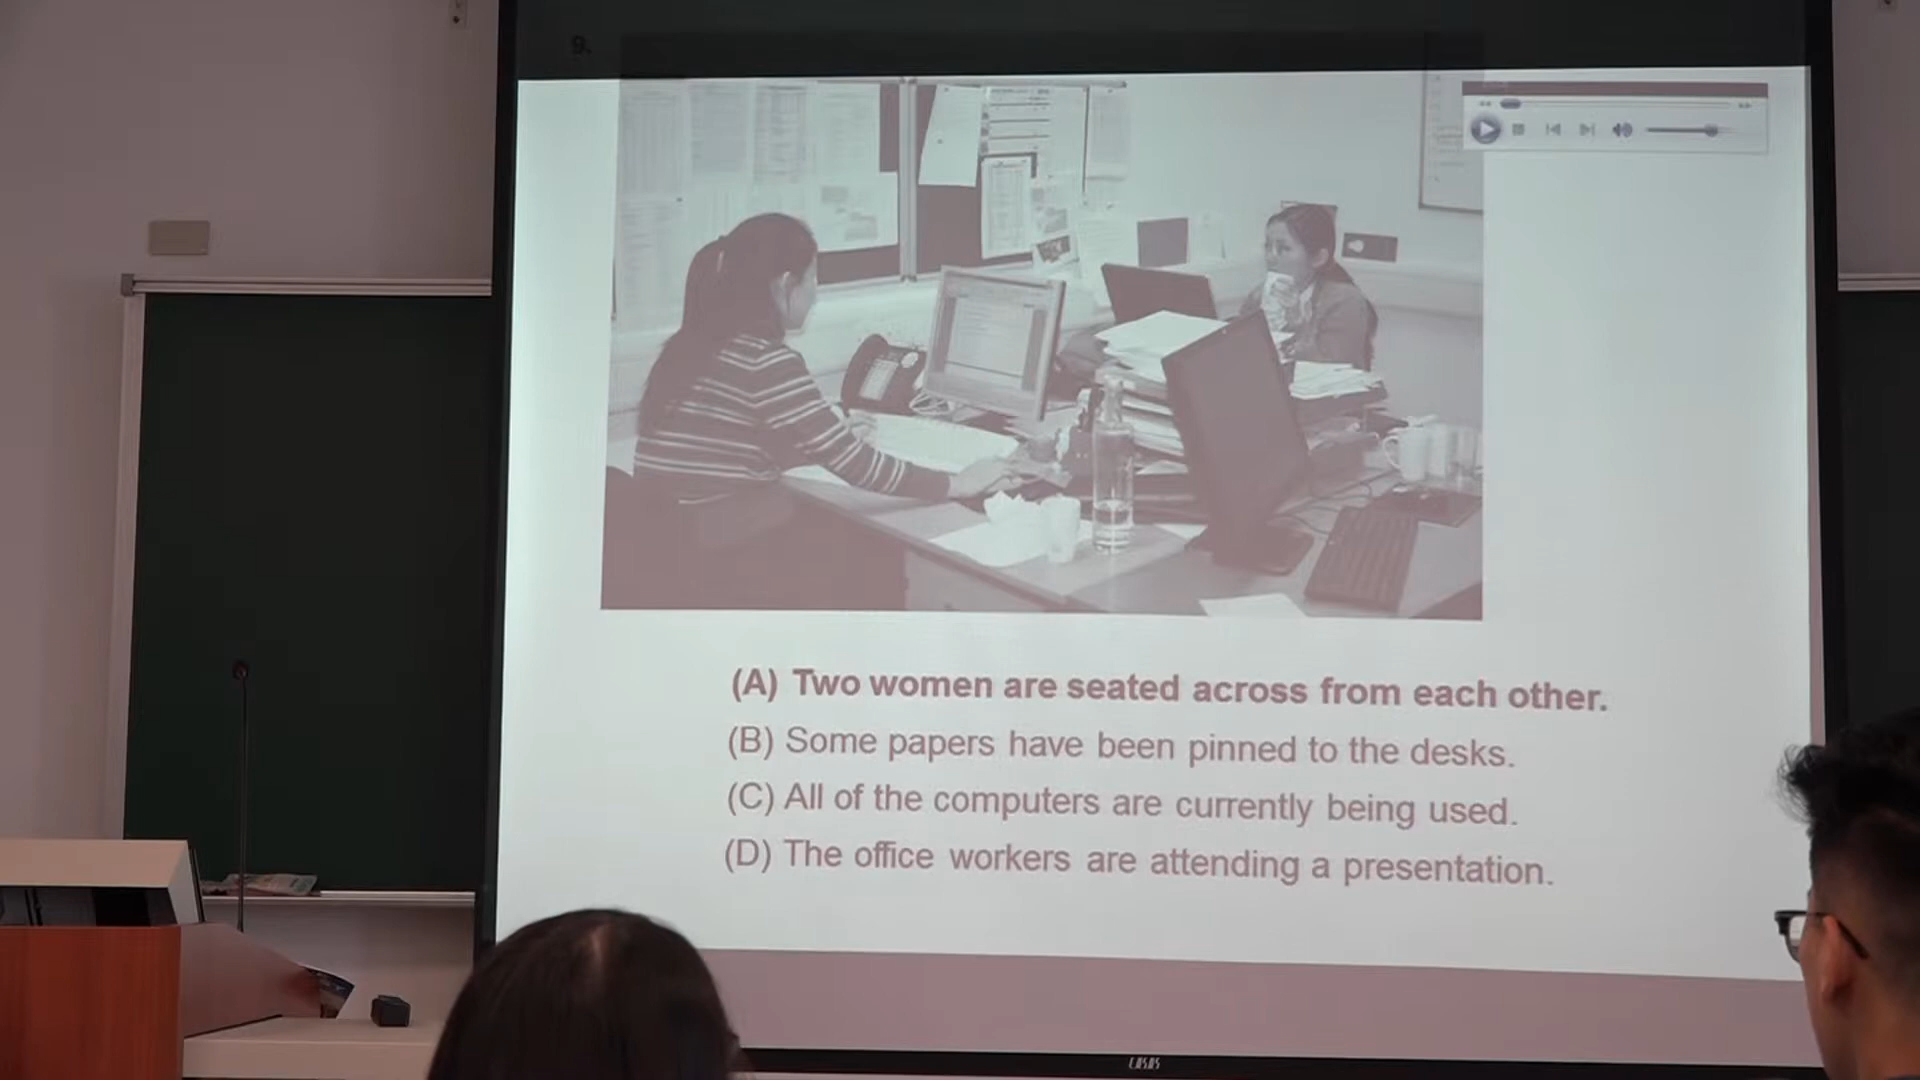 9.
(A) Two women are seated across from each other.
(B) Some papers have been pinned to the desks.
(C) All of the computers are currently being used.
(D) The office workers are attending a presentation.